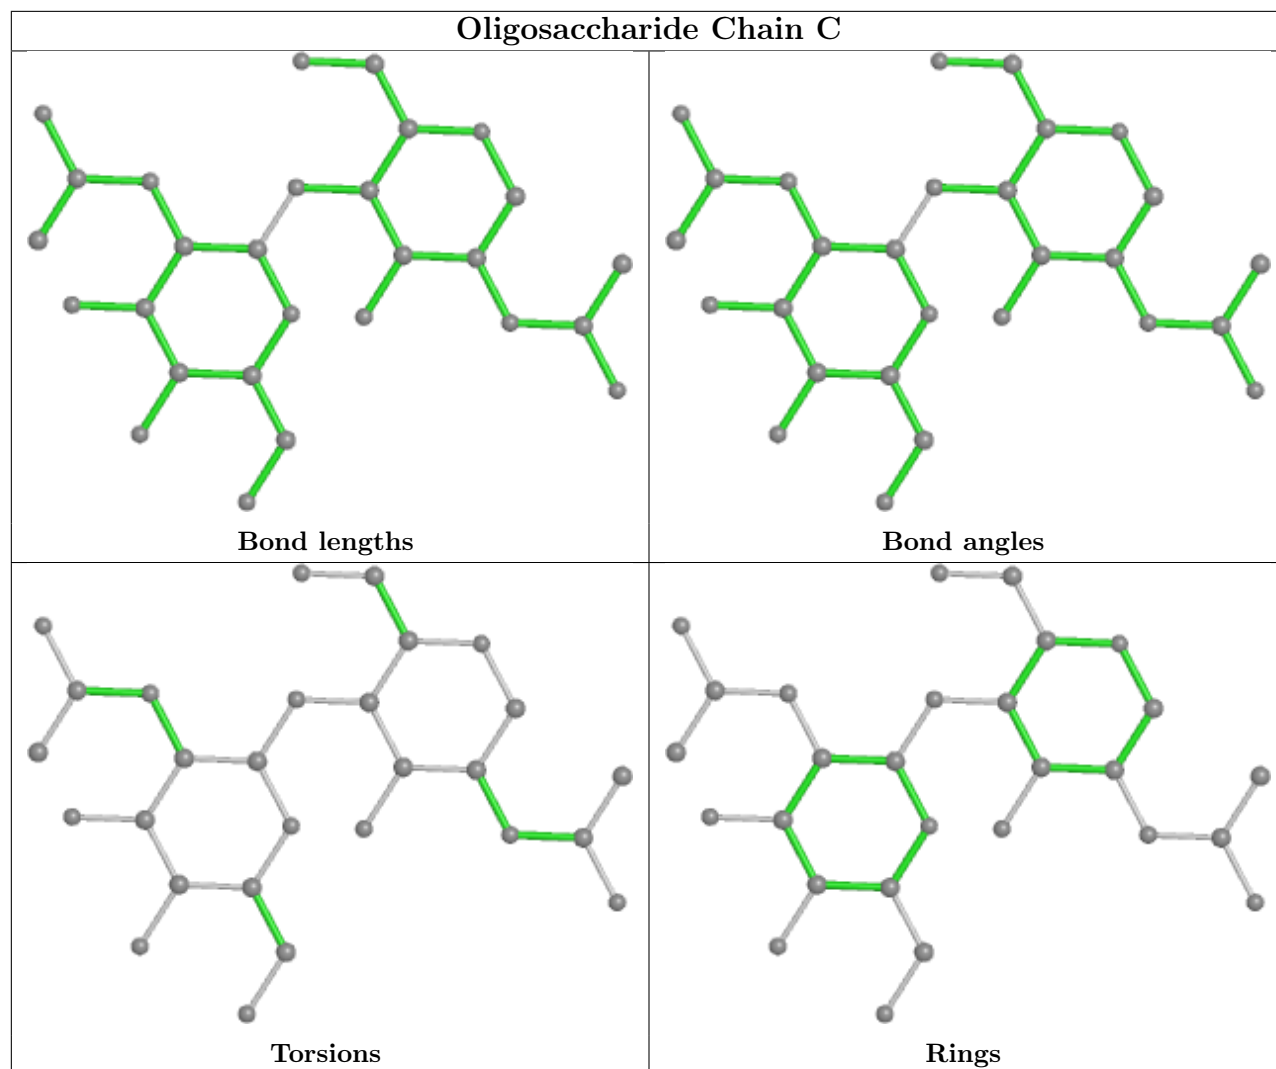 Oligosaccharide Chain C
Bond lengths
Bond angles
Torsions
Rings